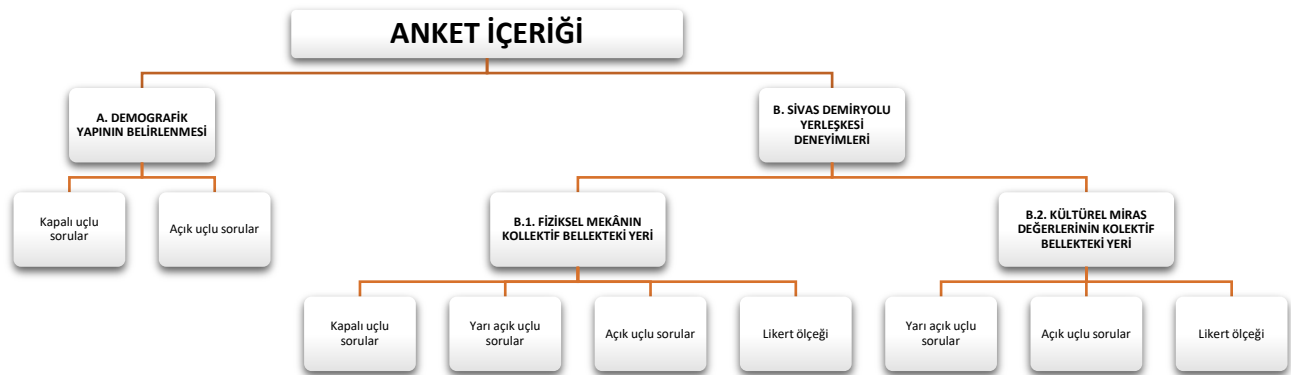 ANKET İÇERİĞİ
A. DEMOGRAFİK
YAPININ BELİRLENMESİ
B. SİVAS DEMİRYOLU
YERLEŞKESİ
DENEYİMLERİ
Kapalı uçlu
sorular
Açık uçlu sorular
B.1. FİZİKSEL MEKÂNIN
KOLLEKTİF BELLEKTEKİ YERİ
B.2. KÜLTÜREL MİRAS
DEĞERLERİNİN KOLEKTİF
BELLEKTEKİ YERİ
Kapalı uçlu
sorular
Yarı açık uçlu
sorular
Açık uçlu sorular
Likert ölçeği
Yarı açık uçlu
sorular
Açık uçlu sorular
Likert ölçeği